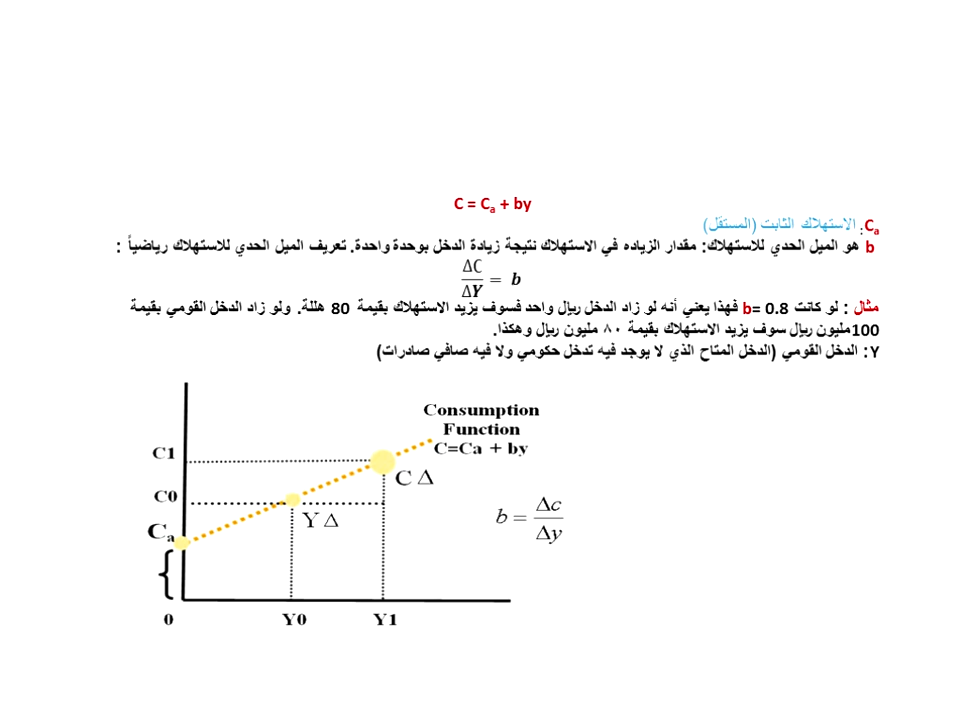 C = Ca + by
Ca: الاستهلاك الثابت (المستقل)
b هو الميل الحدي للاستهلاك: مقدار الزياده في الاستهلاك نتيجة زيادة الدخل بوحدة واحدة. تعريف الميل الحدي للاستهلاك رياضياً :
ΔC/ΔY = b
مثال : لو كانت b= 0.8 فهذا يعني أنه لو زاد الدخل ريال واحد فسوف يزيد الاستهلاك بقيمة 80 هللة. ولو زاد الدخل القومي بقيمة
100مليون ريال سوف يزيد الاستهلاك بقيمة ٨٠ مليون ريال وهكذا.
Y: الدخل القومي (الدخل المتاح الذي لا يوجد فيه تدخل حكومي ولا فيه صافي صادرات)
Consumption
Function
C=Ca + by
C1
C Δ
C0
Y Δ
b = Δc/Δy
Ca
{
0 Y0 Y1